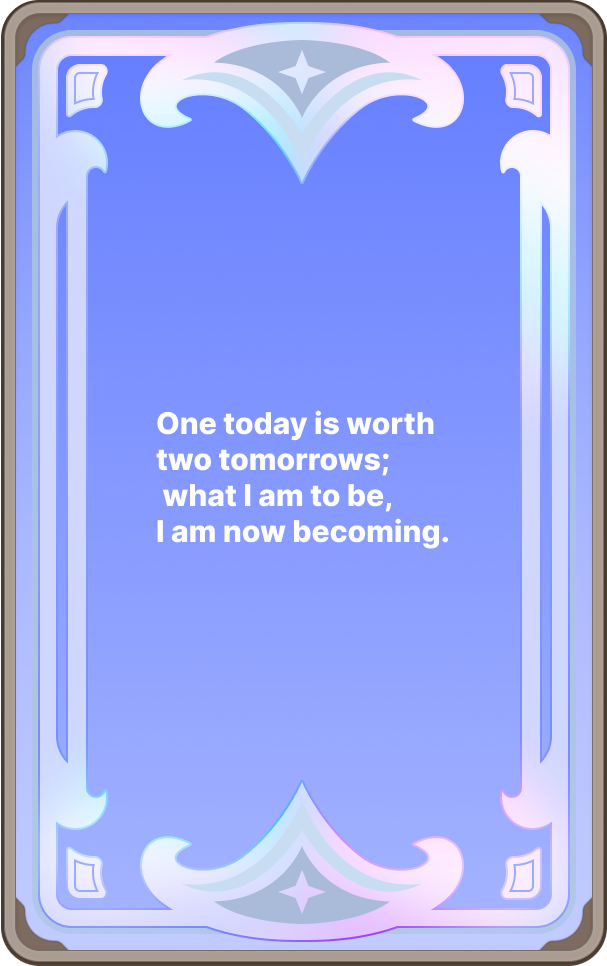 One today is worth
two tomorrows;
what I am to be,
I am now becoming.